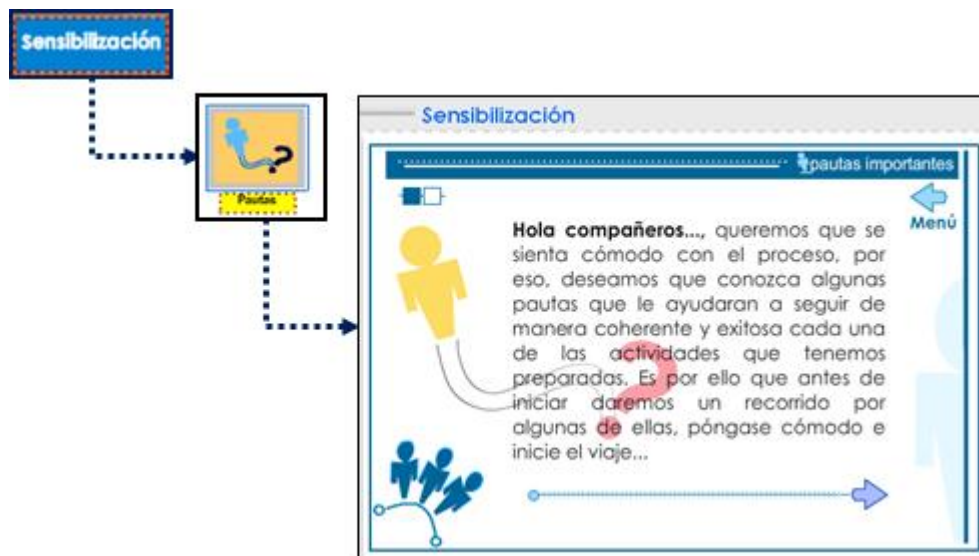 Sensibilización
Pautas
Sensibilización
pautas importantes
Menú
Hola compañeros..., queremos que se
sienta cómodo con el proceso, por
eso, deseamos que conozca algunas
pautas que le ayudaran a seguir de
manera coherente y exitosa cada una
de las actividades que tenemos
preparadas. Es por ello que antes de
iniciar daremos un recorrido por
algunas de ellas, póngase cómodo e
inicie el viaje...